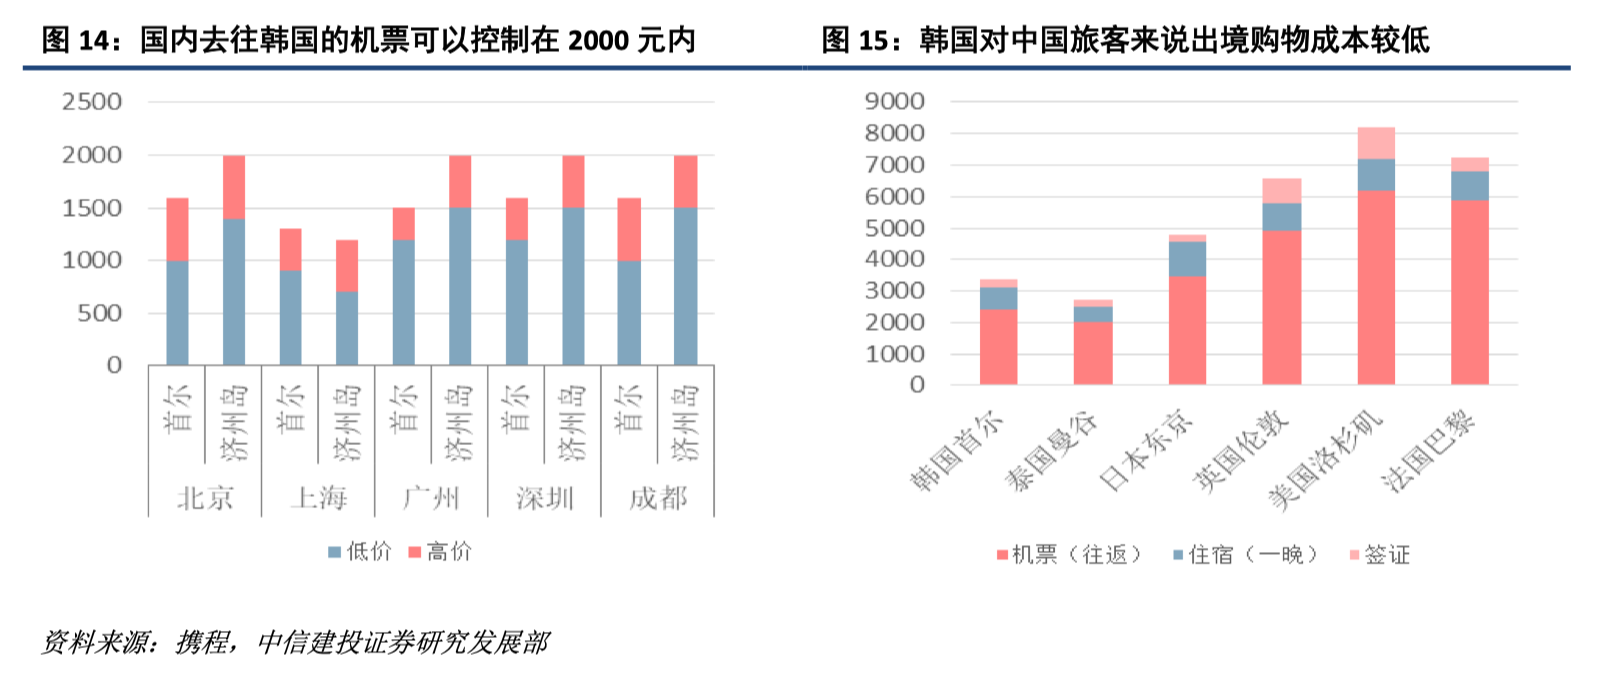 图 14：国内去往韩国的机票可以控制在 2000 元内
2500
2000
1500
1000
500
0
首尔
济州岛
首尔
济州岛
首尔
济州岛
首尔
济州岛
首尔
济州岛
北京
上海
广州
深圳
成都
低价 高价
图 15：韩国对中国旅客来说出境购物成本较低
9000
8000
7000
6000
5000
4000
3000
2000
1000
0
韩国首尔
泰国曼谷
日本东京
英国伦敦
美国洛杉矶
法国巴黎
机票（往返） 住宿（一晚） 签证
资料来源：携程，中信建投证券研究发展部